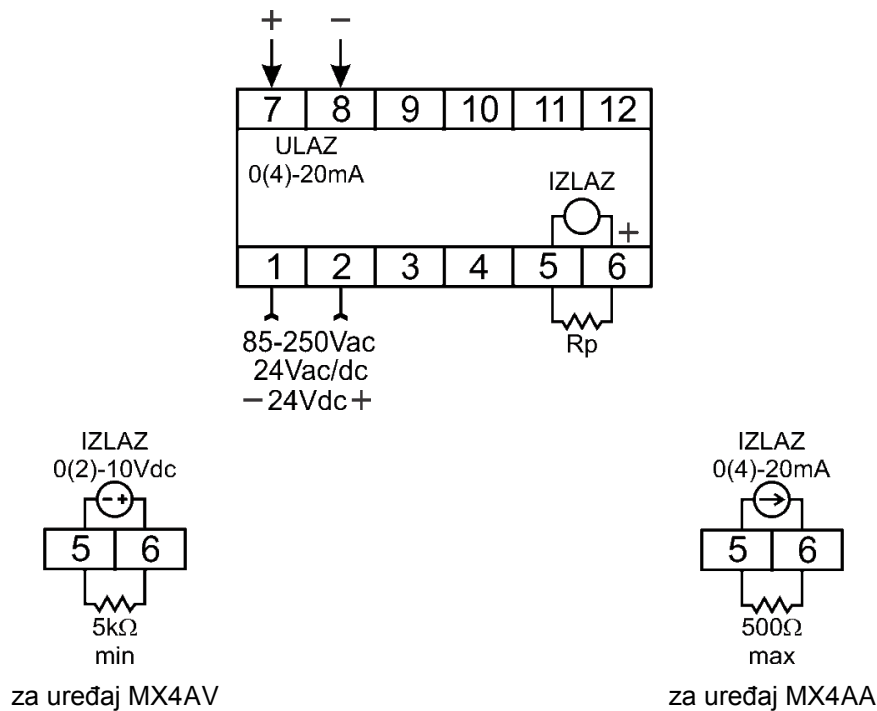 + −
7 8 9 10 11 12
ULAZ
0(4)-20mA
IZLAZ
+
1 2 3 4 5 6
85-250Vac
24Vac/dc
−24Vdc+
Rp
IZLAZ
0(2)-10Vdc
- +
5 6
5kΩ
min
za uređaj MX4AV
IZLAZ
0(4)-20mA
5 6
500Ω
max
za uređaj MX4AA